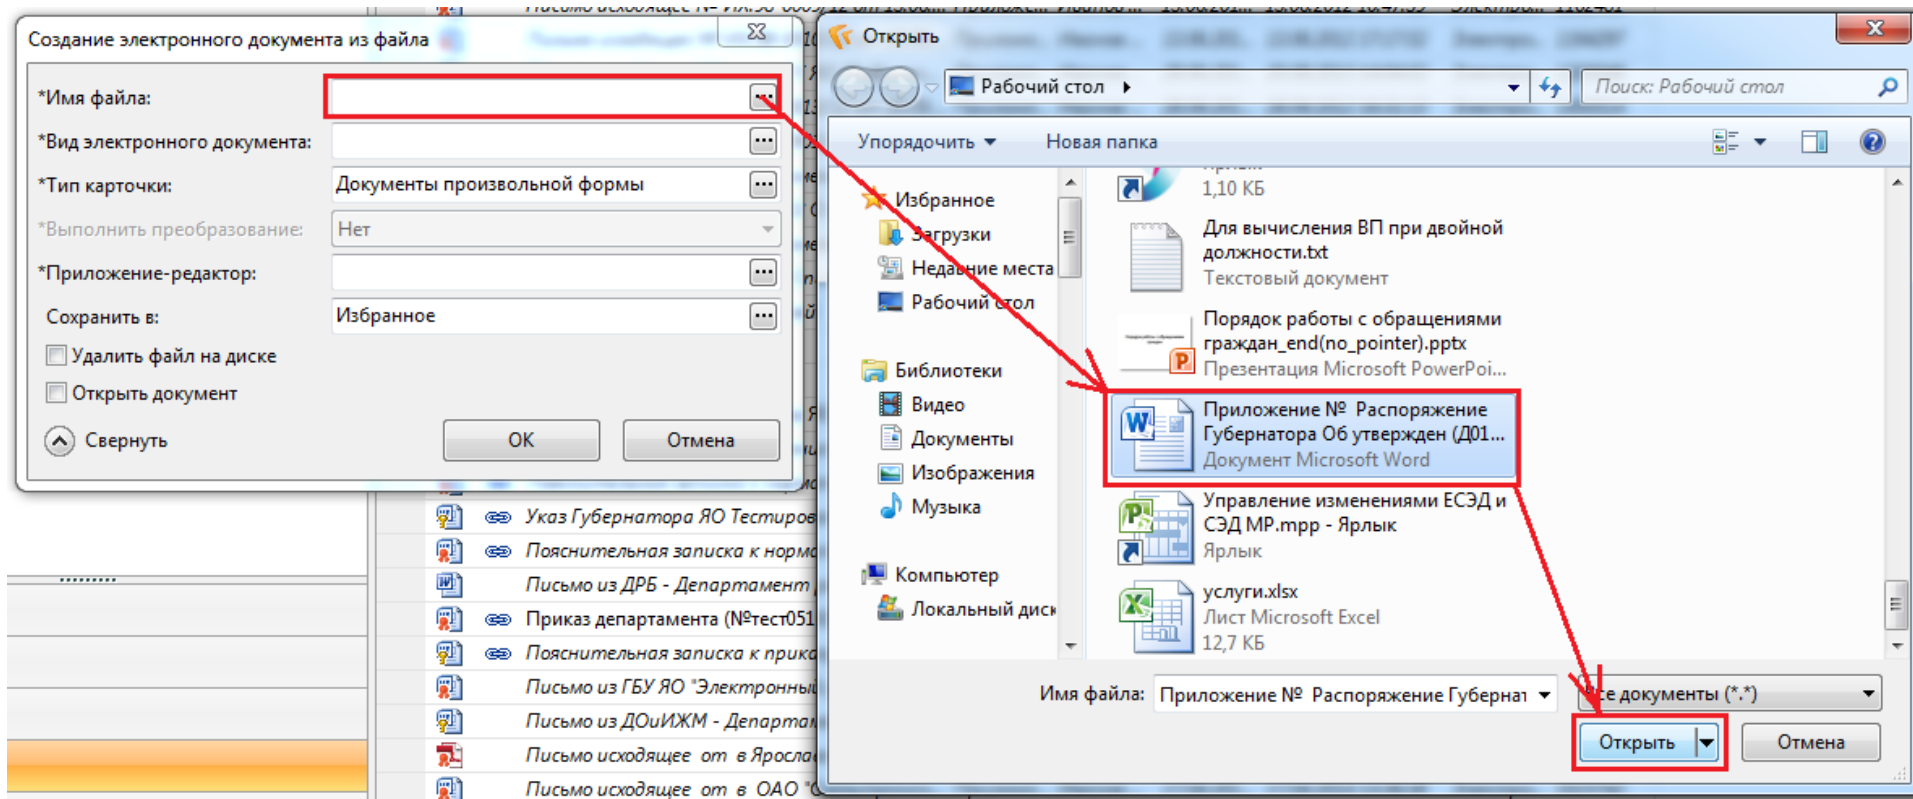 Создание электронного документа из файла
*Имя файла:
*Вид электронного документа:
*Тип карточки:
Документы произвольной формы
*Выполнить преобразование:
Нет
*Приложение-редактор:
Сохранить в:
Избранное
Удалить файл на диске
Открыть документ
Свернуть
ОК
Отмена
Указ Губернатора ЯО Тестиров
Пояснительная записка к норма
Письмо из ДРБ - Департамент
Приказ департамента (№тест051
Пояснительная записка к прика
Письмо из ГБУ ЯО "Электронный
Письмо из ДОиИЖМ - Департам
Письмо исходящее от в Яросла
Письмо исходящее от в ОАО "С
Открыть
Рабочий стол
Поиск: Рабочий стол
Упорядочить
Новая папка
Избранное
Загрузки
Недавние места
Рабочий стол
Библиотеки
Видео
Документы
Изображения
Музыка
Компьютер
Локальный диск
1,10 КБ
Для вычисления ВП при двойной
должности.txt
Текстовый документ
Порядок работы с обращениями
граждан_end(no_pointer).pptx
Презентация Microsoft PowerPoi...
Приложение № Распоряжение
Губернатора Об утвержден (Д01...
Документ Microsoft Word
Управление изменениями ЕСЭД и
СЭД МР.mpp - Ярлык
Ярлык
услуги.xlsx
Лист Microsoft Excel
12,7 КБ
Имя файла:
Приложение № Распоряжение Губернат
Все документы (*.*)
Открыть
Отмена